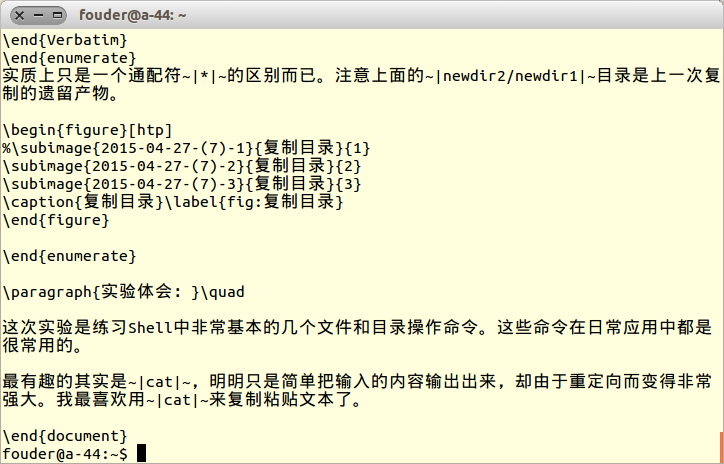 fouder@a-44: ~
\end{Verbatim}
\end{enumerate}
实质上只是一个通配符~|*|~的区别而已。注意上面的~|newdir2/newdir1|~目录是上一次复
制的遗留产物。
\begin{figure}[htp]
%\subimage{2015-04-27-(7)-1}{复制目录}{1}
\subimage{2015-04-27-(7)-2}{复制目录}{2}
\subimage{2015-04-27-(7)-3}{复制目录}{3}
\caption{复制目录}\label{fig:复制目录}
\end{figure}
\end{enumerate}
\paragraph{实验体会：}\quad
这次实验是练习Shell中非常基本的几个文件和目录操作命令。这些命令在日常应用中都是
很常用的。
最有趣的其实是~|cat|~，明明只是简单把输入的内容输出出来，却由于重定向而变得非常
强大。我最喜欢用~|cat|~来复制粘贴文本了。
\end{document}
fouder@a-44:~$